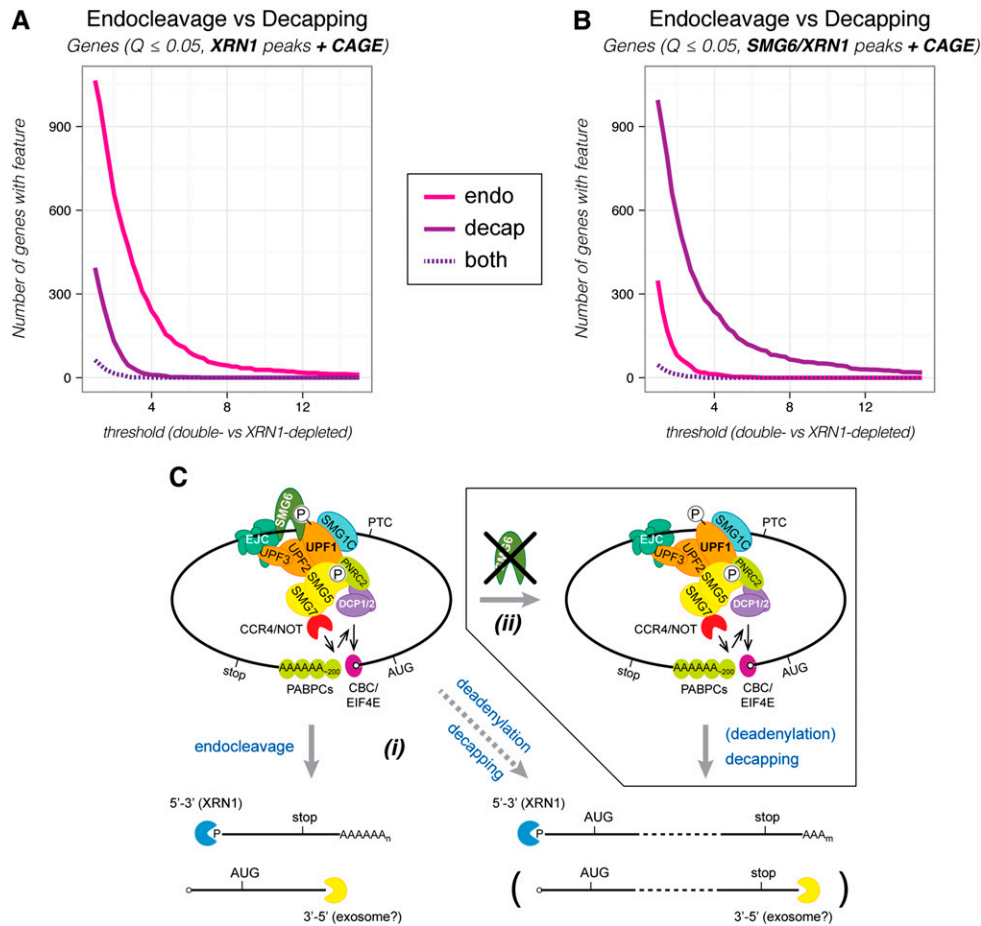 A
Endocleavage vs Decapping
Genes (Q ≤ 0.05, XRN1 peaks + CAGE)
Number of genes with feature
900
600
300
0
4
8
12
threshold (double- vs XRN1-depleted)
endo
decap
both
B
Endocleavage vs Decapping
Genes (Q ≤ 0.05, SMG6/XRN1 peaks + CAGE)
Number of genes with feature
900
600
300
0
4
8
12
threshold (double- vs XRN1-depleted)
C
SMG6
P
SMG1C
PTC
EJC
UPF3
UPF2
UPF1
P
PNRC2
SMG5
SMG7
DCP1/2
CCR4/NOT
stop
AAAAAA~200
PABPCs
CBC/
EIF4E
AUG
SMG6
(ii)
P
SMG1C
PTC
EJC
UPF3
UPF2
UPF1
P
PNRC2
SMG5
SMG7
DCP1/2
CCR4/NOT
stop
AAAAAA~200
PABPCs
CBC/
EIF4E
AUG
endocleavage
(i)
deadenylation
decapping
(deadenylation)
decapping
5'-3' (XRN1)
P
stop
AAAAAAn
AUG
3'-5' (exosome?)
5'-3' (XRN1)
P
AUG
stop
AAAm
( AUG stop )
3'-5' (exosome?)